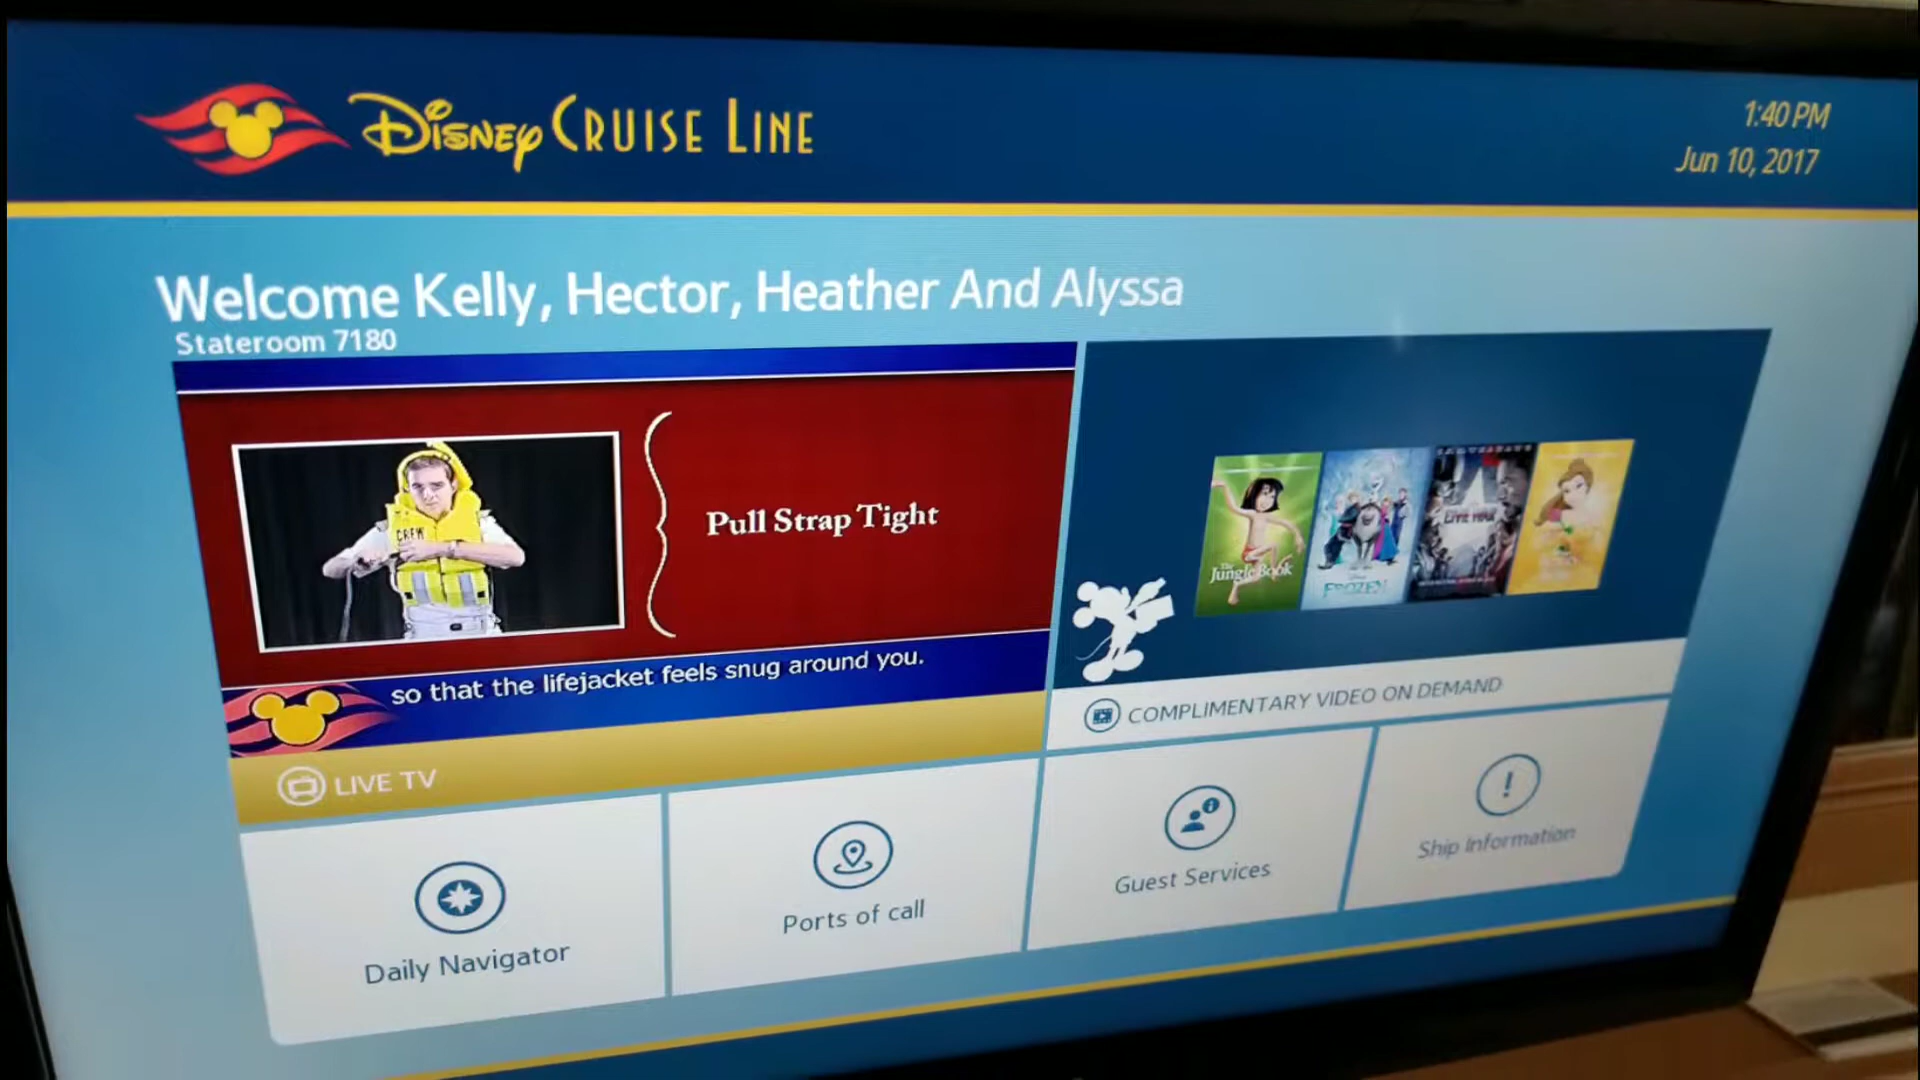 Disney Cruise Line
1:40 PM
Jun 10, 2017
Welcome Kelly, Hector, Heather And Alyssa
Stateroom 7180
CREW
Pull Strap Tight
so that the lifejacket feels snug around you.
LIVE TV
The
Jungle Book
FROZEN
COMPLIMENTARY VIDEO ON DEMAND
Daily Navigator
Ports of call
Guest Services
Ship Information